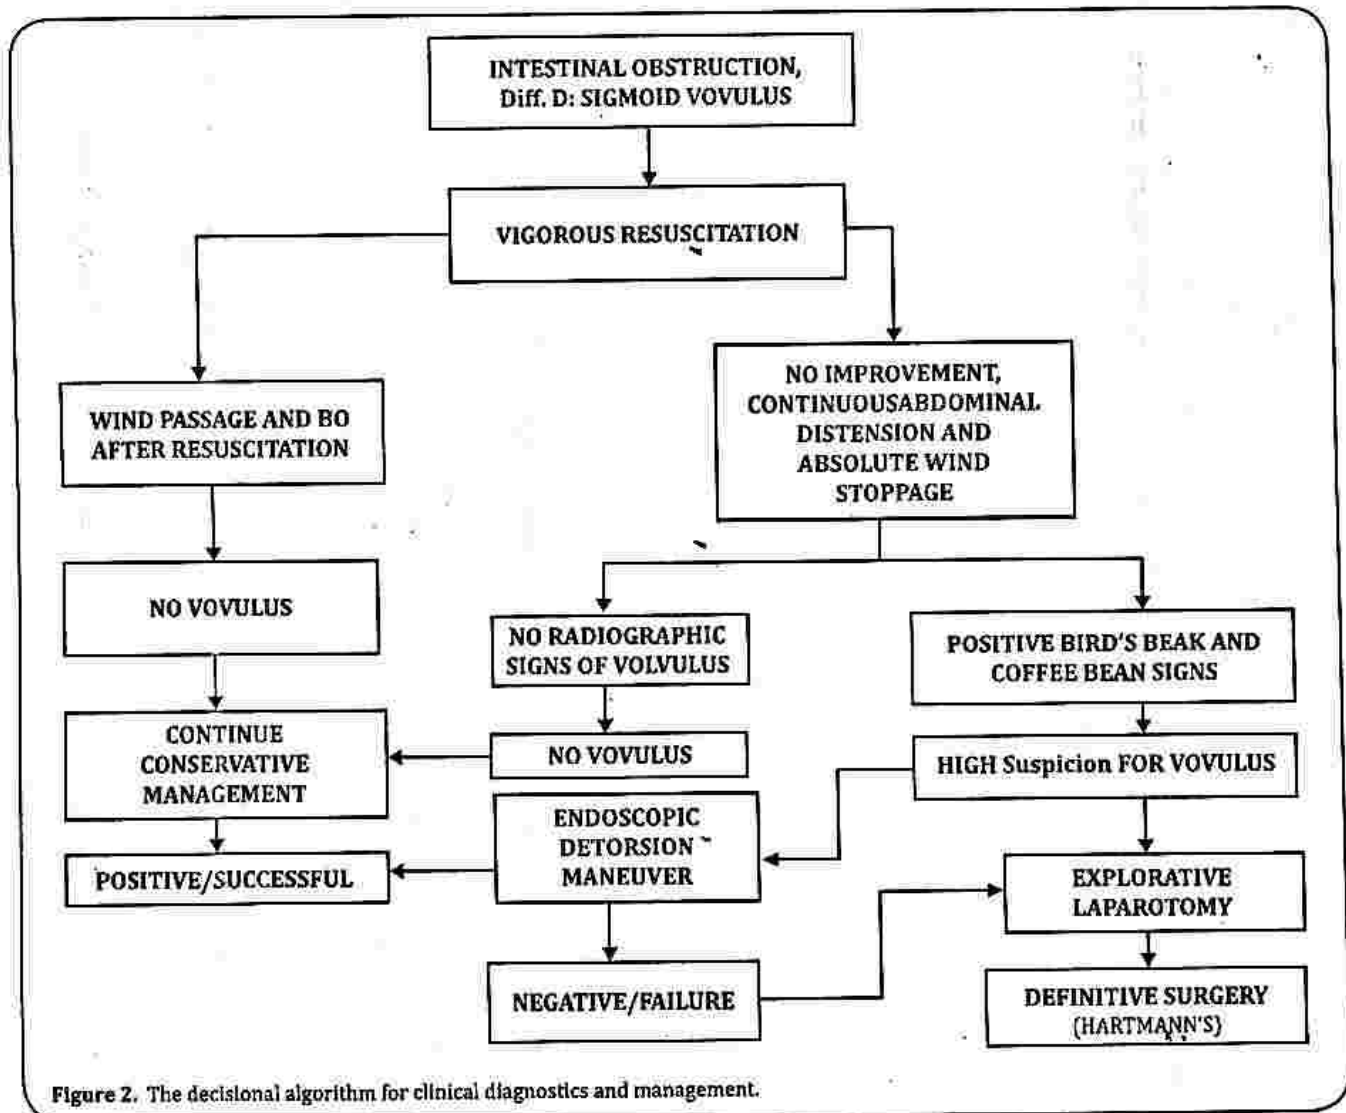 INTESTINAL OBSTRUCTION,
Diff. D: SIGMOID VOVULUS
VIGOROUS RESUSCITATION
WIND PASSAGE AND BO
AFTER RESUSCITATION
NO IMPROVEMENT,
CONTINUOUSABDOMINAL
DISTENSION AND
ABSOLUTE WIND
STOPPAGE
NO VOVULUS
NO RADIOGRAPHIC
SIGNS OF VOLVULUS
POSITIVE BIRD'S BEAK AND
COFFEE BEAN SIGNS
CONTINUE
CONSERVATIVE
MANAGEMENT
NO VOVULUS
HIGH Suspicion FOR VOVULUS
ENDOSCOPIC
DETORSION
MANEUVER
POSITIVE/SUCCESSFUL
EXPLORATIVE
LAPAROTOMY
NEGATIVE/FAILURE
DEFINITIVE SURGERY
(HARTMANN'S)
Figure 2. The decisional algorithm for clinical diagnostics and management.